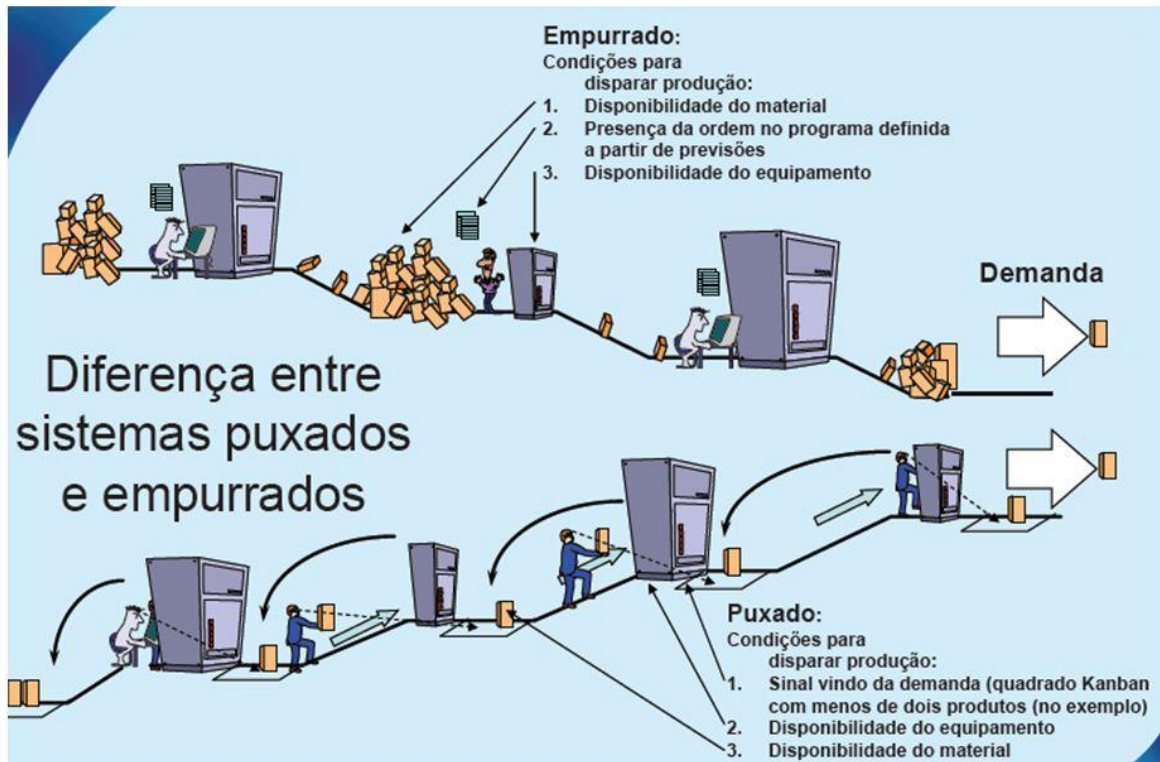 Empurrado:
Condições para
disparar produção:
1. Disponibilidade do material
2. Presença da ordem no programa definida
a partir de previsões
3. Disponibilidade do equipamento
Demanda
Diferença entre
sistemas puxados
e empurrados
Puxado:
Condições para
disparar produção:
1. Sinal vindo da demanda (quadrado Kanban
com menos de dois produtos (no exemplo)
2. Disponibilidade do equipamento
3. Disponibilidade do material